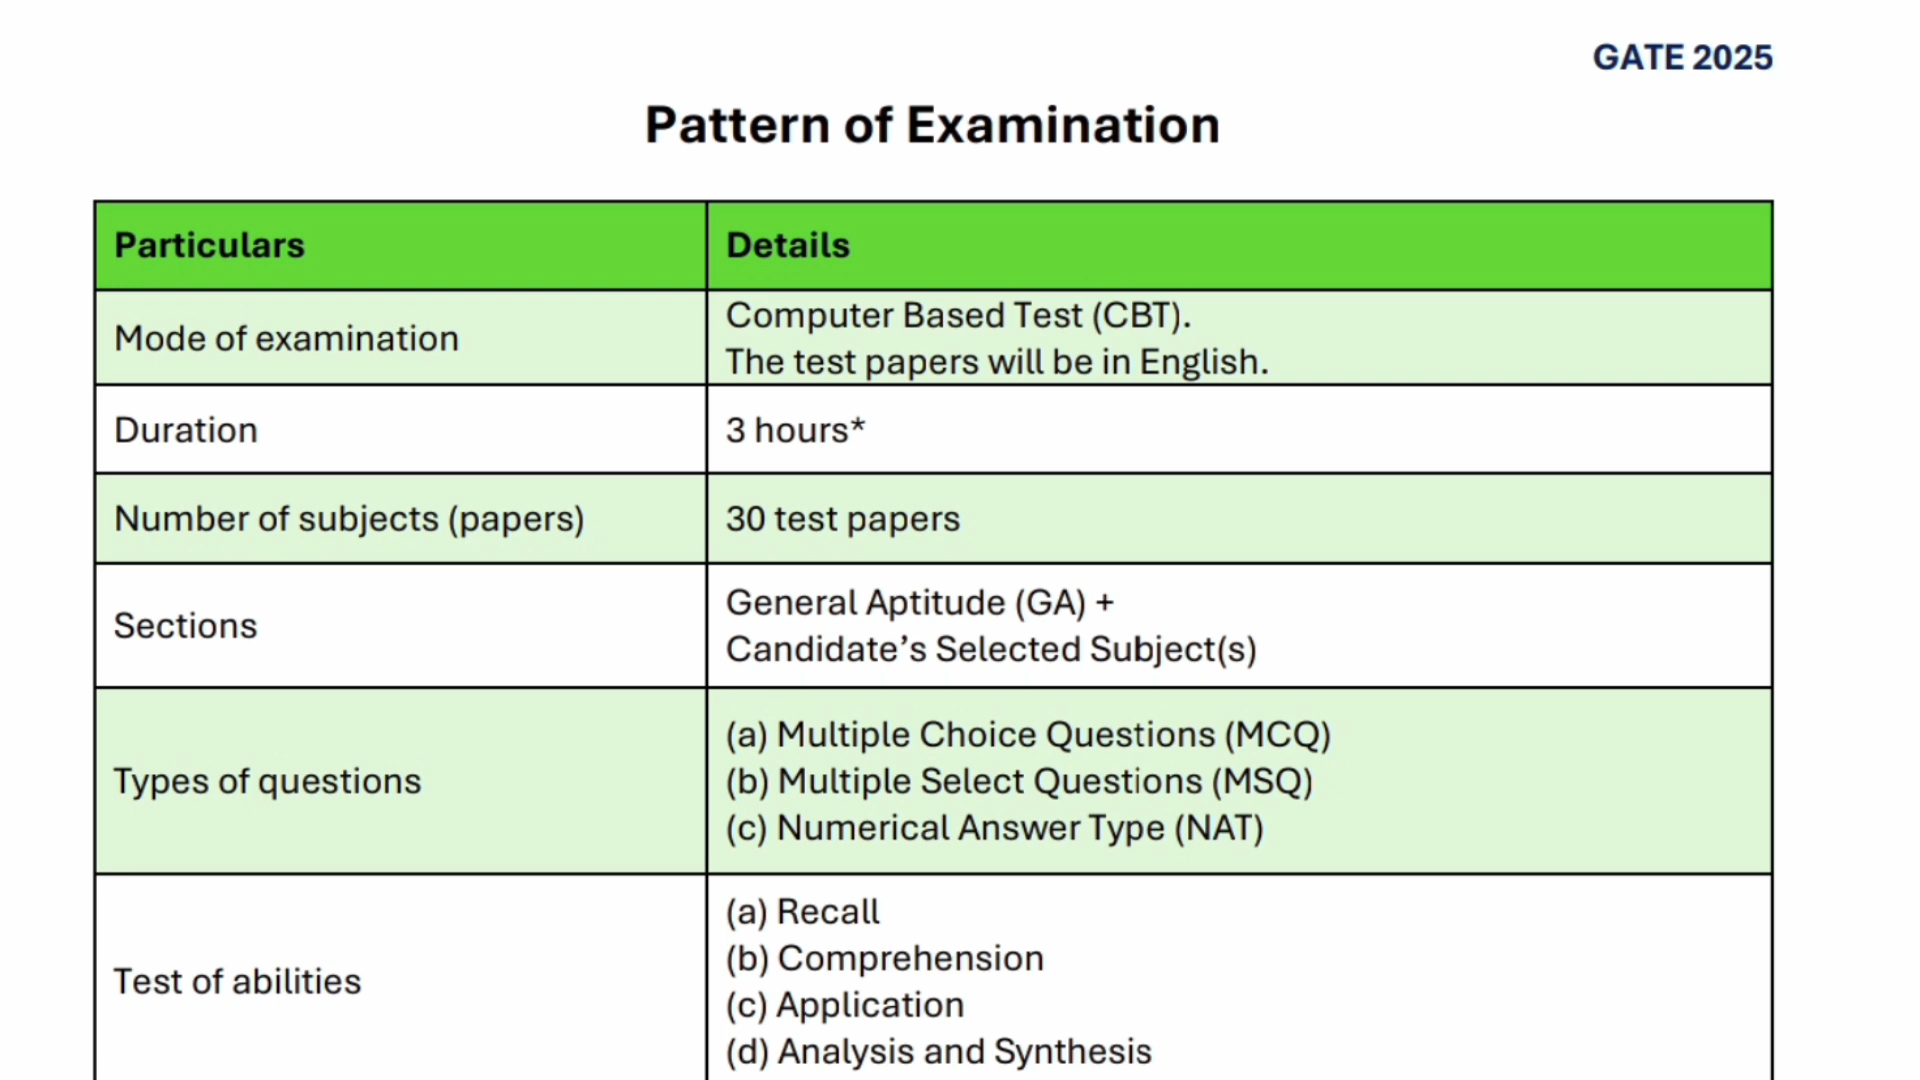 GATE 2025
Pattern of Examination
Particulars
Details
Mode of examination
Computer Based Test (CBT).
The test papers will be in English.
Duration
3 hours*
Number of subjects (papers)
30 test papers
Sections
General Aptitude (GA) +
Candidate’s Selected Subject(s)
Types of questions
(a) Multiple Choice Questions (MCQ)
(b) Multiple Select Questions (MSQ)
(c) Numerical Answer Type (NAT)
Test of abilities
(a) Recall
(b) Comprehension
(c) Application
(d) Analysis and Synthesis